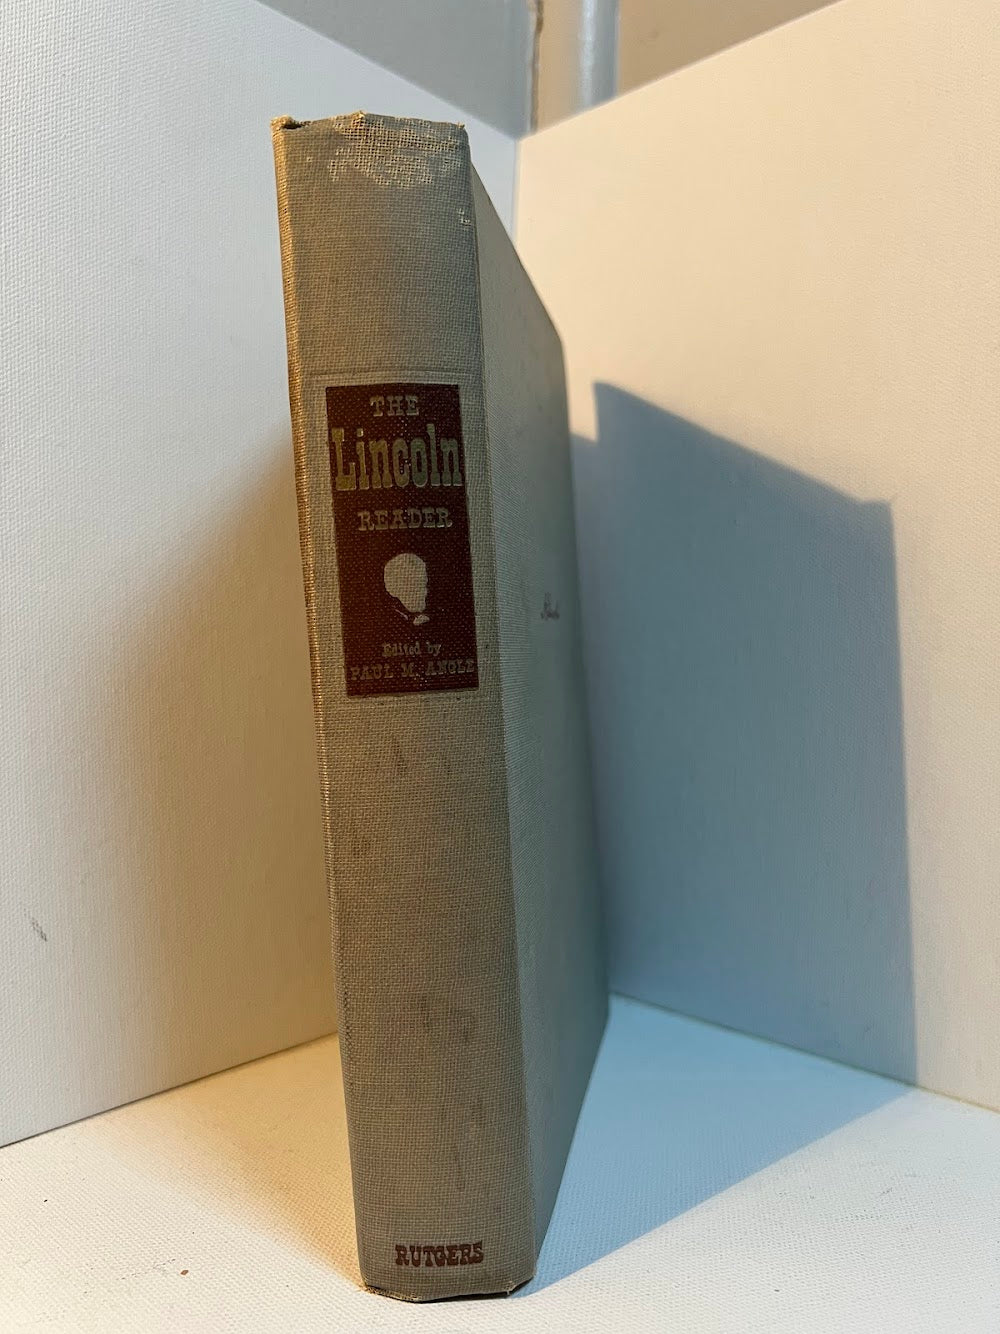 THE
Lincoln
READER
Edited by
PAUL M. ANGLE
RUTGERS